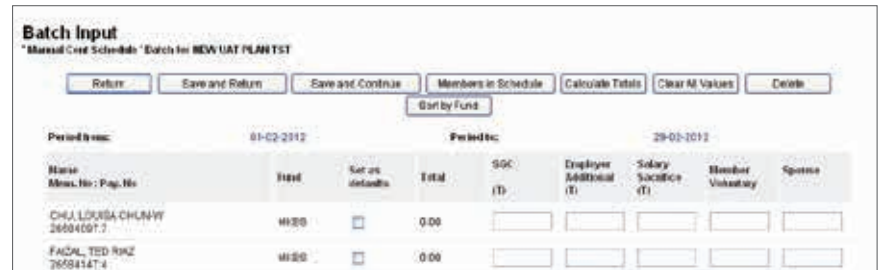 Batch Input
"Manual Cont Schedule" Batch for NEW UAT PLAN TST
Return Save and Return Save and Continue Members in Schedule Calculate Totals Clear All Values Delete
Sort by Fund
Period from: 01-02-2012 Period to: 29-02-2012
Name Fund Set as Total SGC Employer Salary Member Spouse
Mem. No : Pay. No defaults (T) Additional Sacrifice Voluntary
(T) (T)
CHU, LOUISA CHUN-W 0.00
FAIZAL, TED RIAZ 0.00